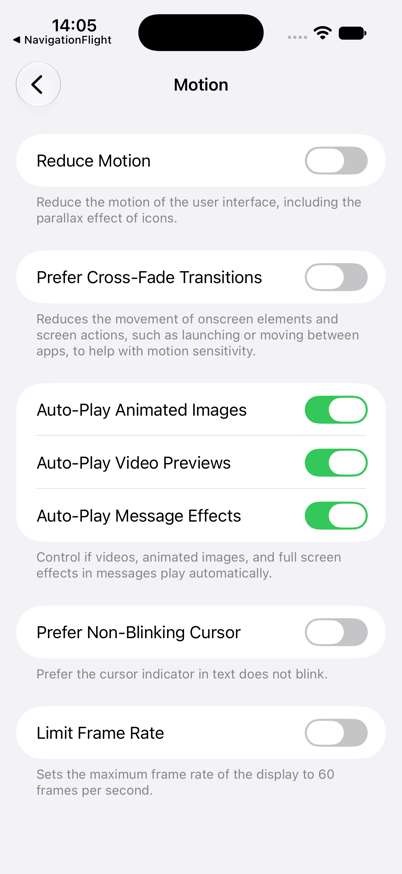 14:05
◀ NavigationFlight
Motion
Reduce Motion
Reduce the motion of the user interface, including the
parallax effect of icons.
Prefer Cross-Fade Transitions
Reduces the movement of onscreen elements and
screen actions, such as launching or moving between
apps, to help with motion sensitivity.
Auto-Play Animated Images
Auto-Play Video Previews
Auto-Play Message Effects
Control if videos, animated images, and full screen
effects in messages play automatically.
Prefer Non-Blinking Cursor
Prefer the cursor indicator in text does not blink.
Limit Frame Rate
Sets the maximum frame rate of the display to 60
frames per second.